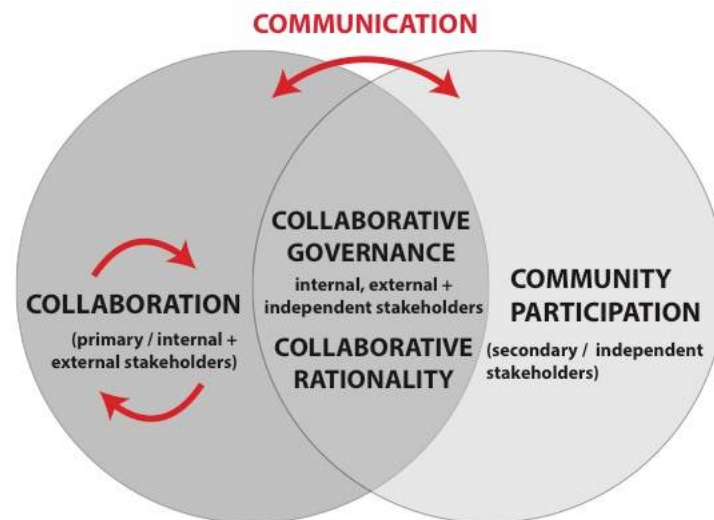 COMMUNICATION
COLLABORATION
(primary / internal +
external stakeholders)
COLLABORATIVE
GOVERNANCE
internal, external +
independent stakeholders
COLLABORATIVE
RATIONALITY
COMMUNITY
PARTICIPATION
(secondary / independent
stakeholders)